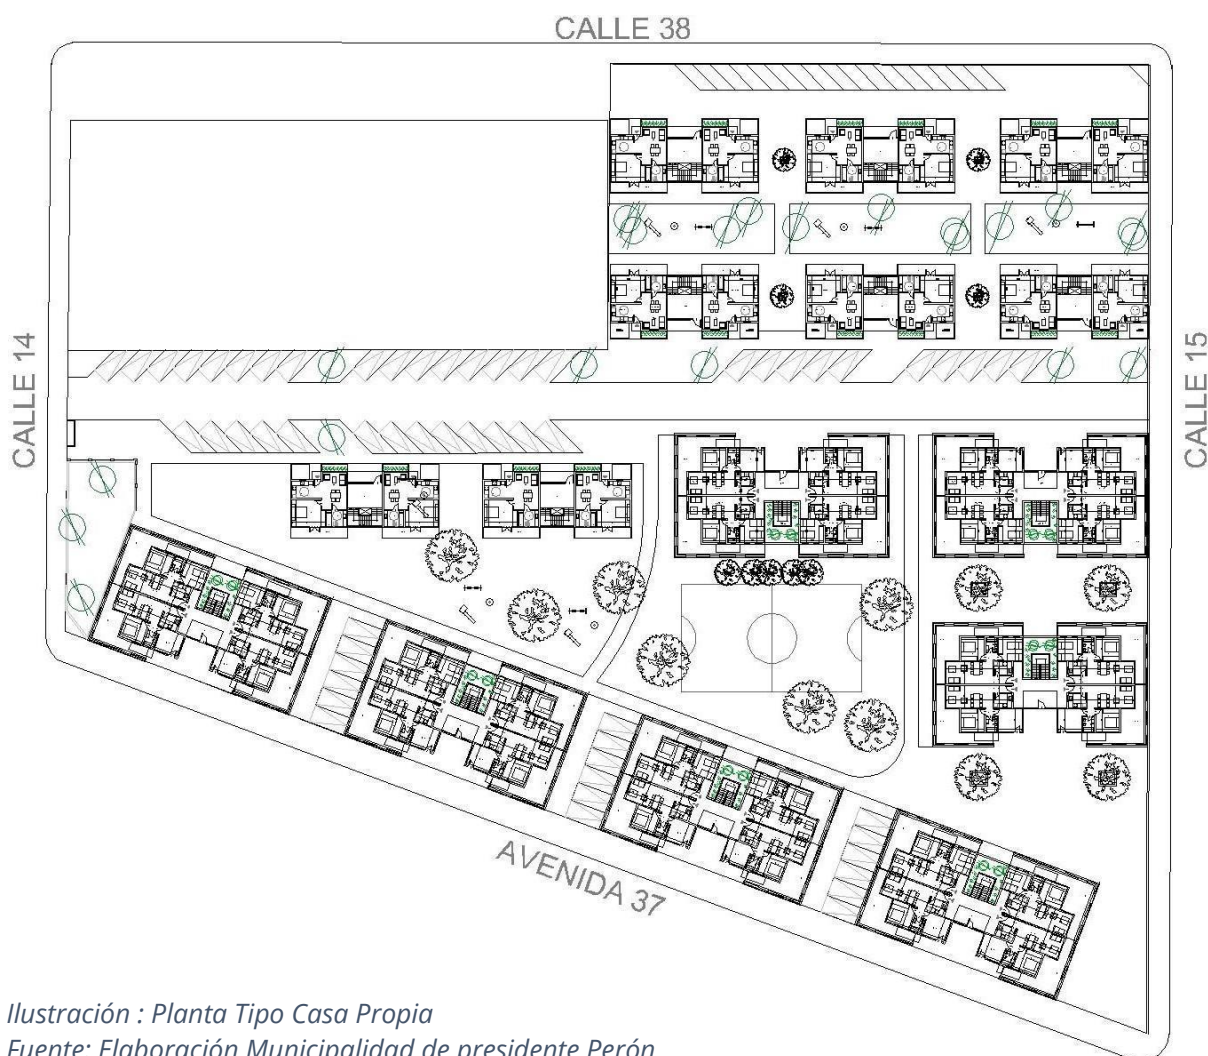 CALLE 38
CALLE 14
CALLE 15
AVENIDA 37
Ilustración : Planta Tipo Casa Propia
Fuente: Elaboración Municipalidad de presidente Perón